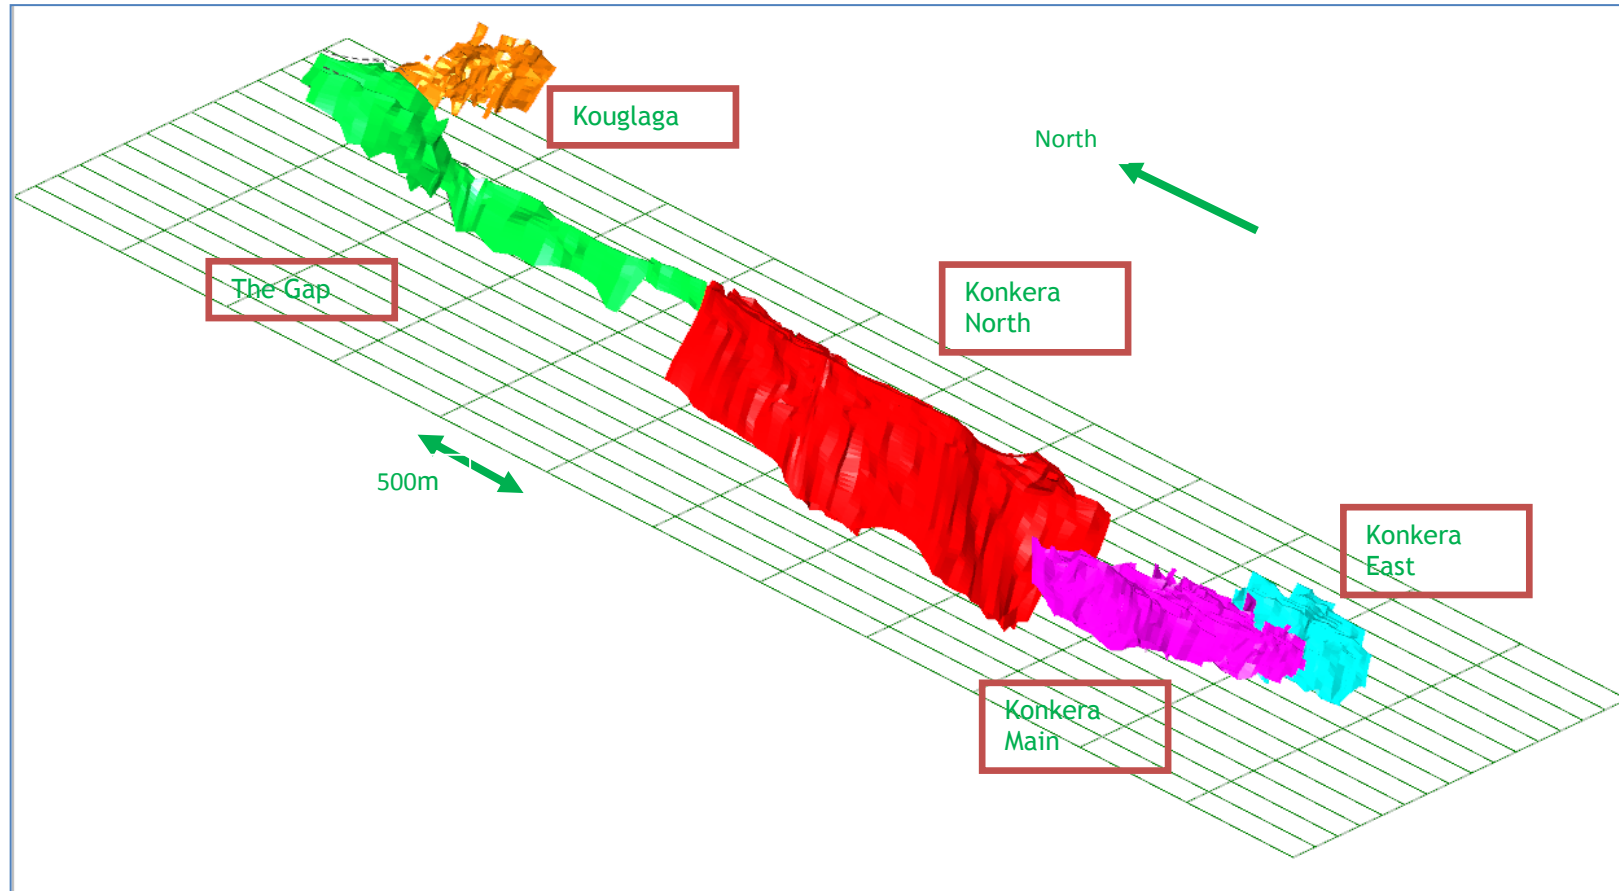 Kouglaga
North
The Gap
Konkera
North
500m
Konkera
East
Konkera
Main